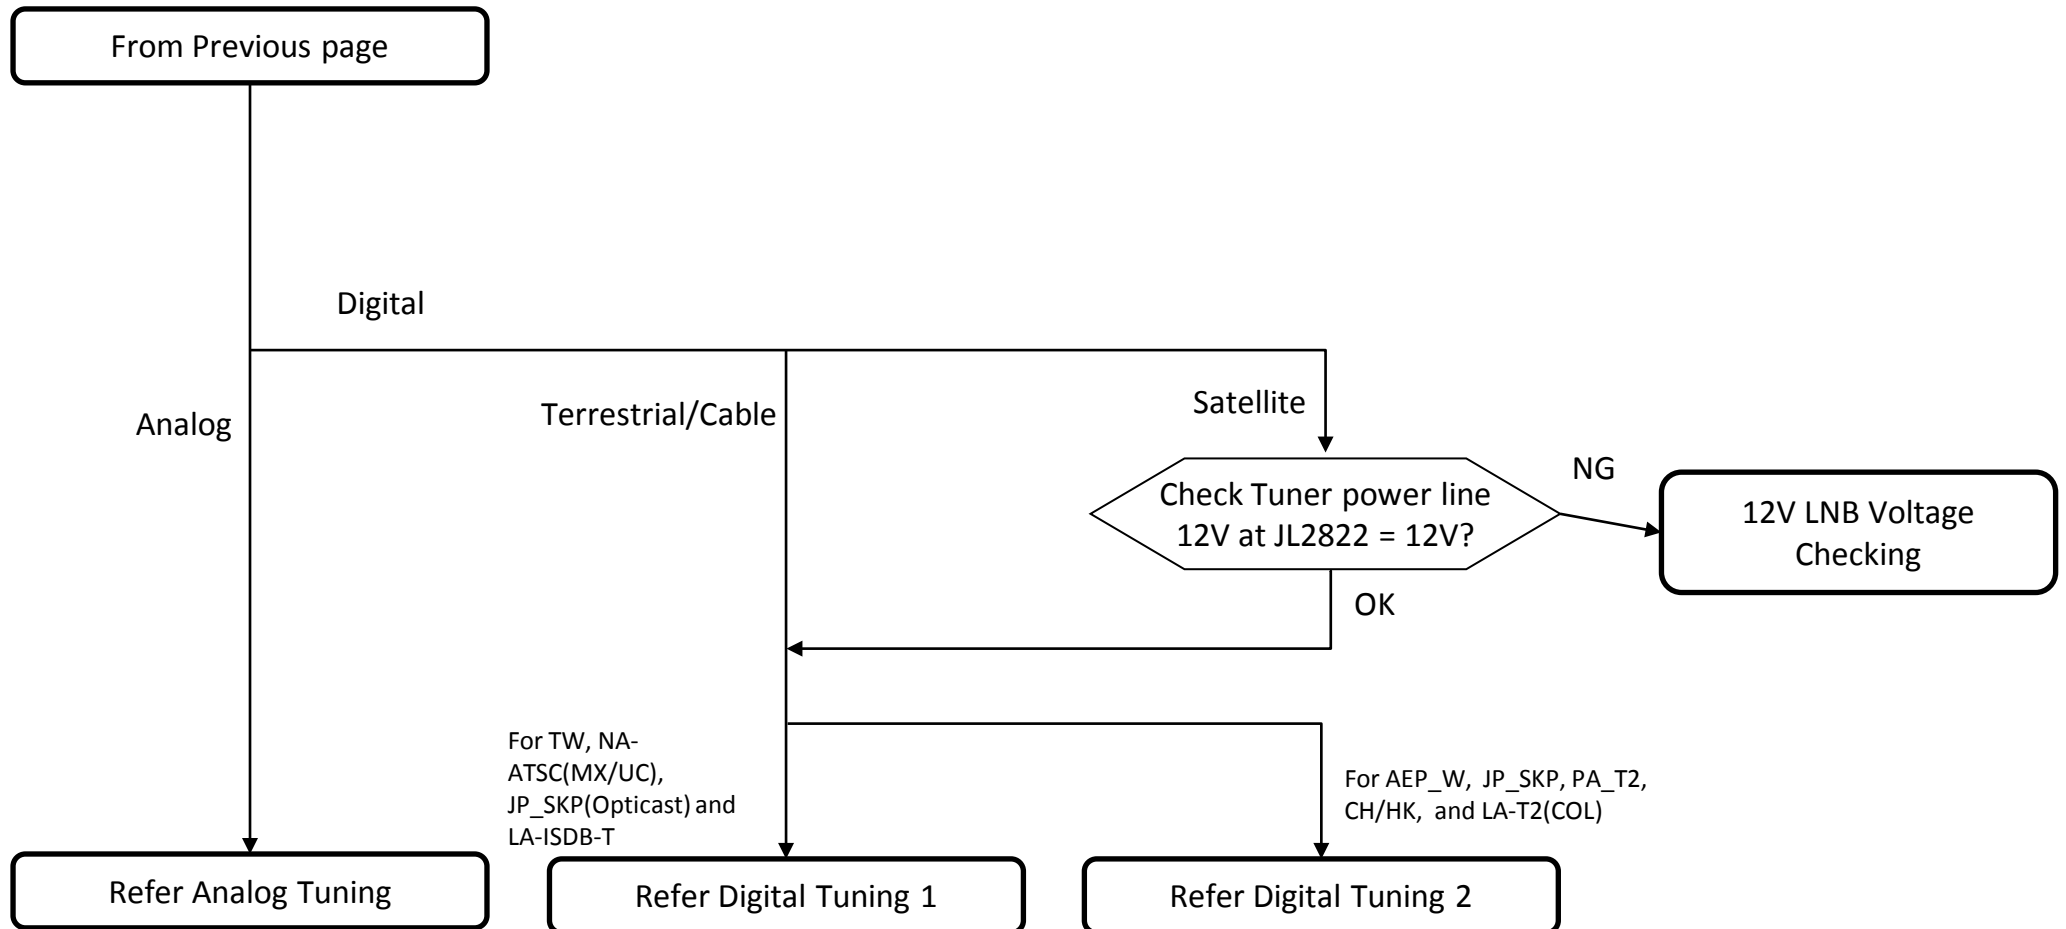 From Previous page
Digital
Analog
Terrestrial/Cable
Satellite
Check Tuner power line
12V at JL2822 = 12V?
NG
12V LNB Voltage
Checking
OK
For TW, NA-
ATSC(MX/UC),
JP_SKP(Opticast) and
LA-ISDB-T
For AEP_W, JP_SKP, PA_T2,
CH/HK, and LA-T2(COL)
Refer Analog Tuning
Refer Digital Tuning 1
Refer Digital Tuning 2